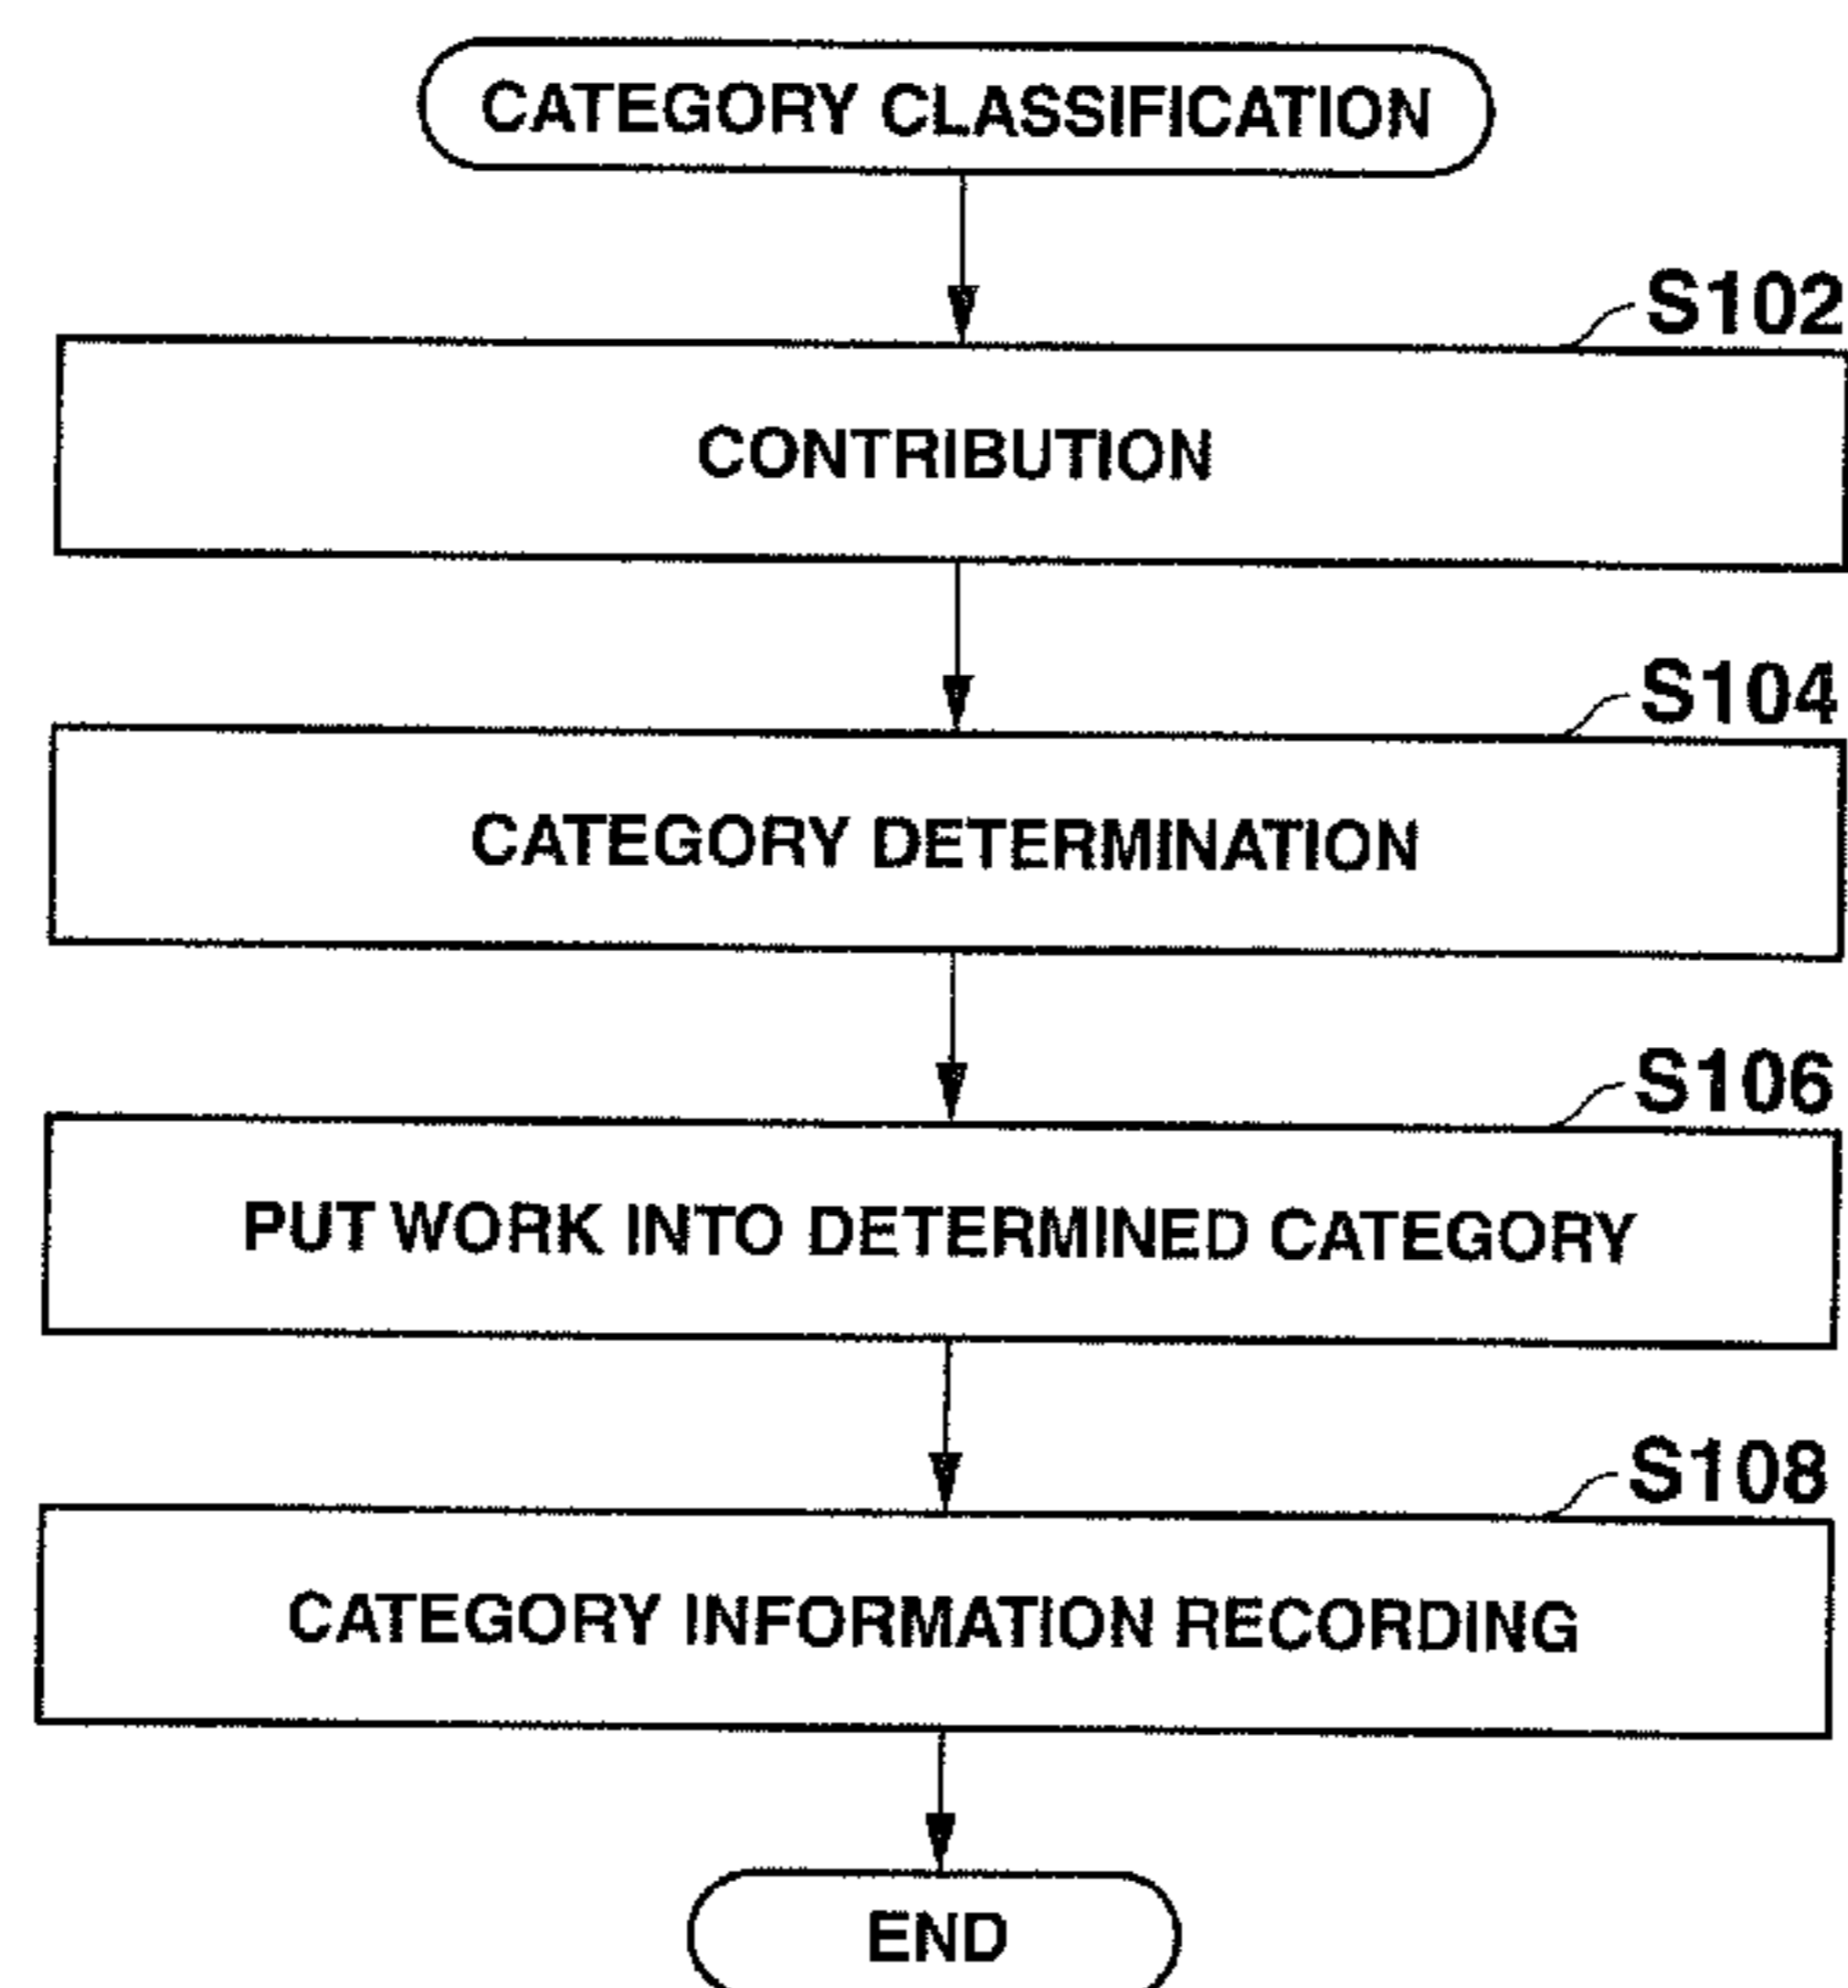 CATEGORY CLASSIFICATION
S102
CONTRIBUTION
S104
CATEGORY DETERMINATION
S106
PUT WORK INTO DETERMINED CATEGORY
S108
CATEGORY INFORMATION RECORDING
END